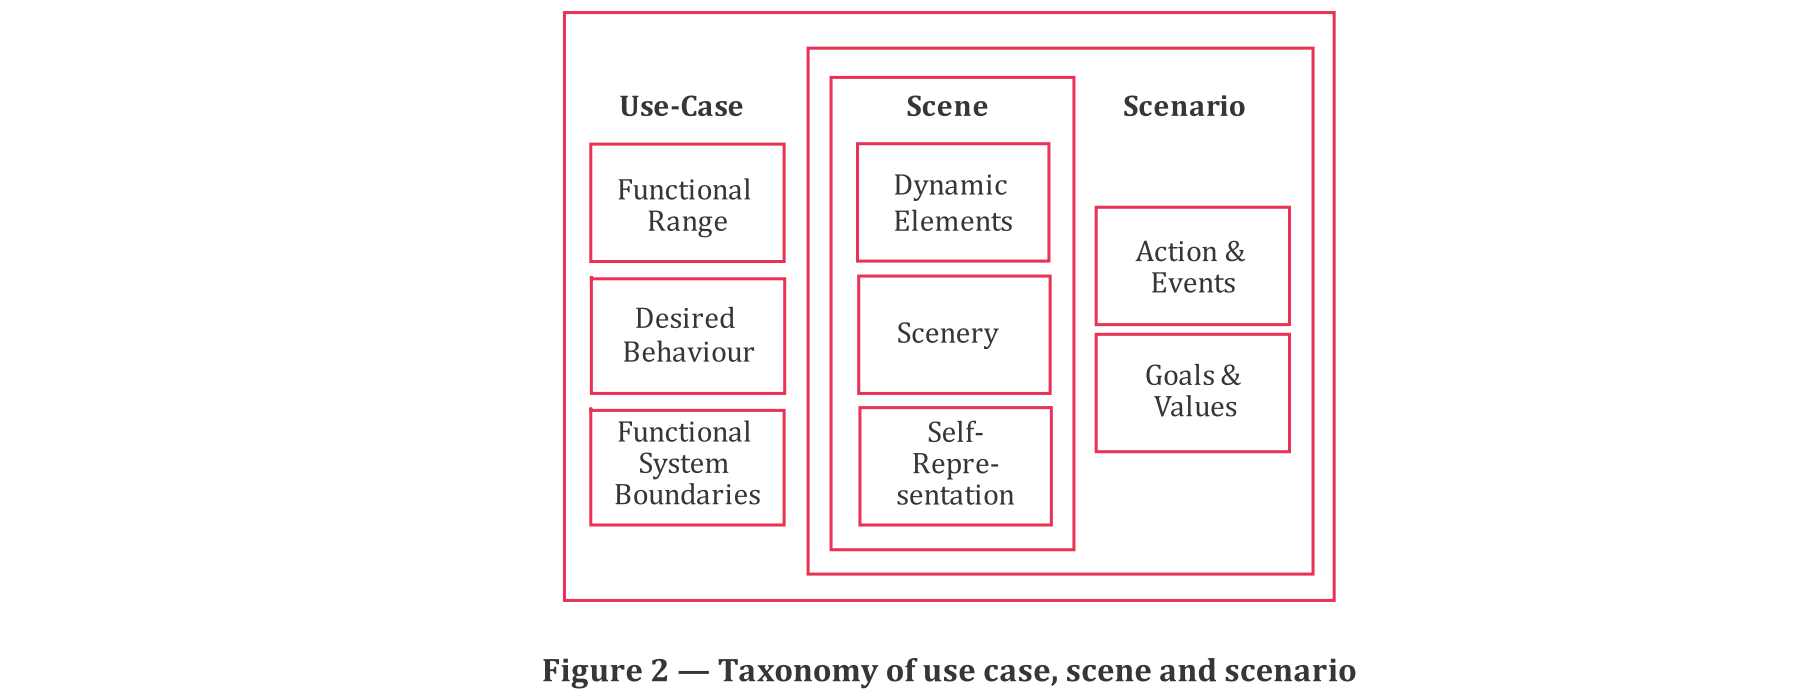 Use-Case
Functional
Range
Desired
Behaviour
Functional
System
Boundaries
Scene
Dynamic
Elements
Scenery
Self-
Repre-
sentation
Scenario
Action &
Events
Goals &
Values
Figure 2 — Taxonomy of use case, scene and scenario